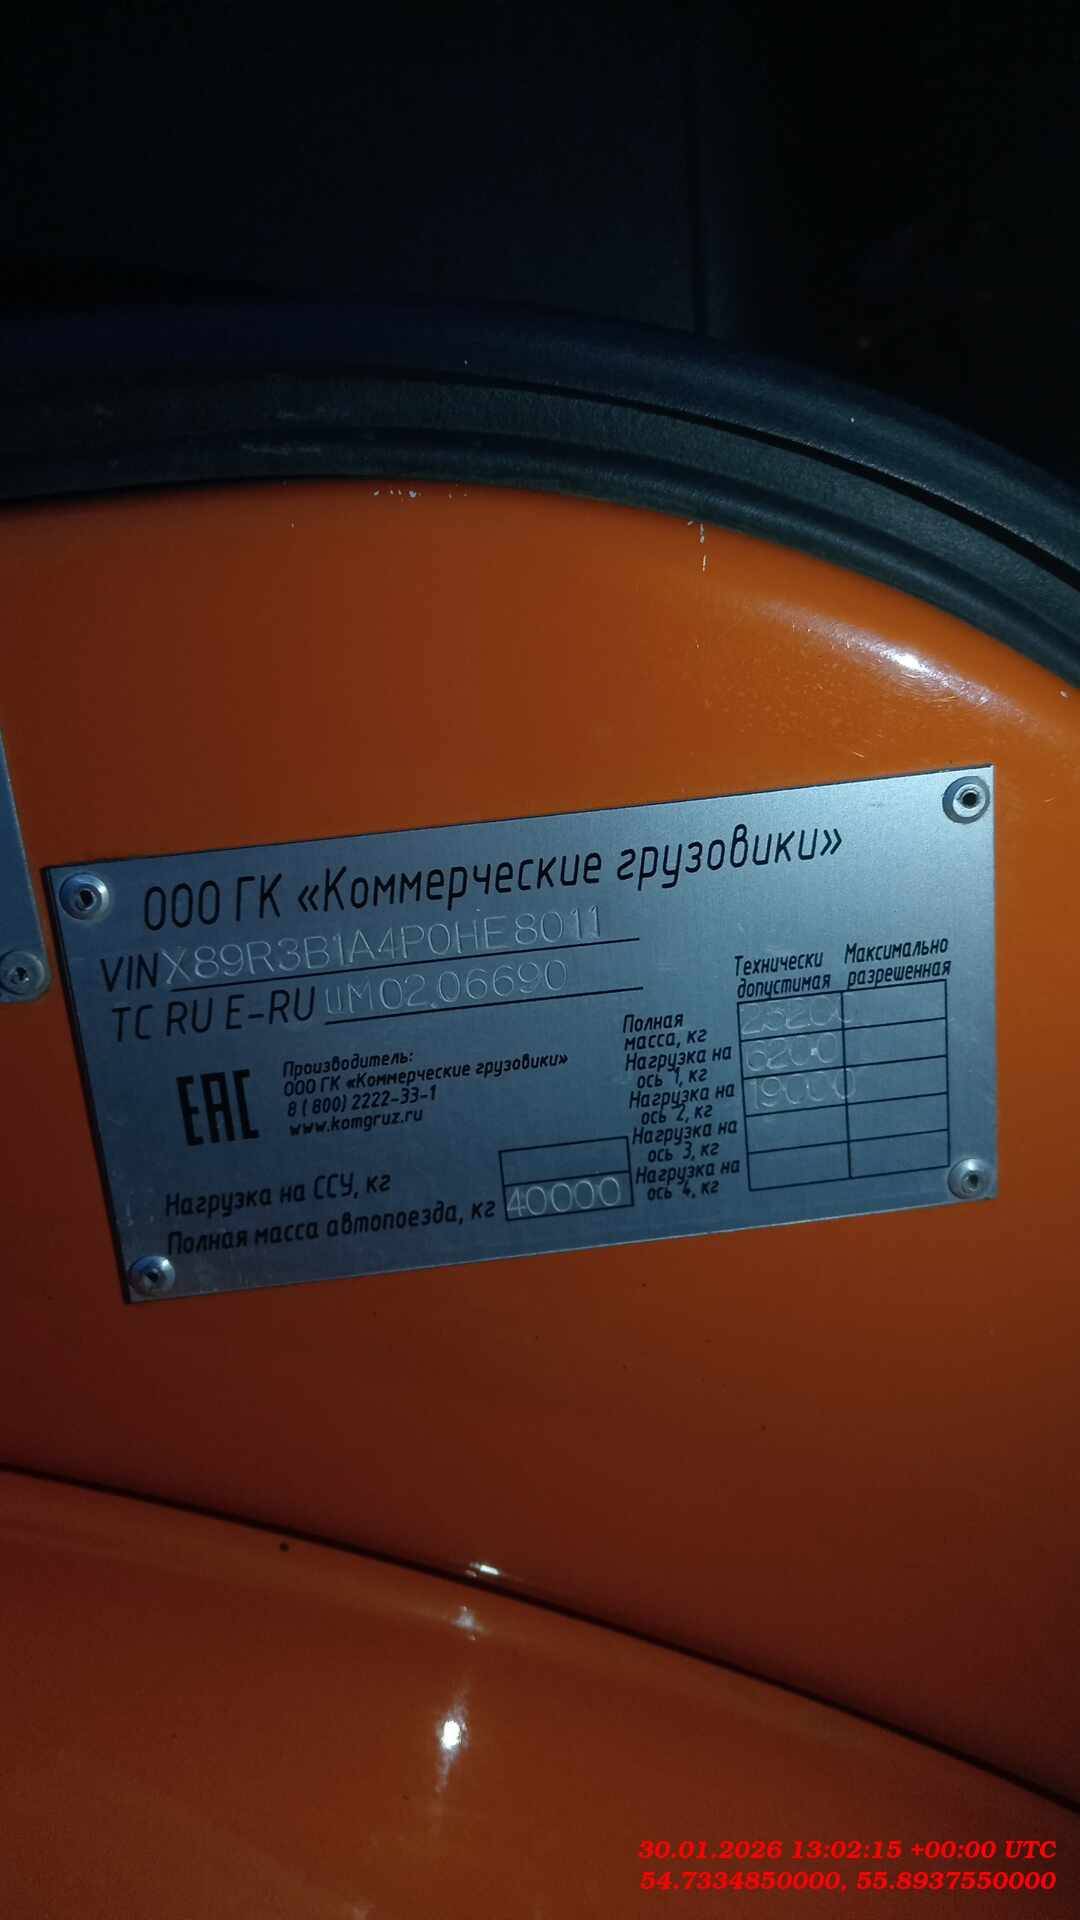 ООО ГК «Коммерческие грузовики»
VIN X89R3B1A4P0HE8011
ТС RU E-RU ШМ02.06690
ЕАС
Производитель:
ООО ГК «Коммерческие грузовики»
8 (800) 2222-33-1
www.komgruz.ru
Нагрузка на ССУ, кг
Полная масса автопоезда, кг 40000
Технически допустимая
Максимально разрешенная
Полная масса, кг 25200
Нагрузка на ось 1, кг 6200
Нагрузка на ось 2, кг 19000
Нагрузка на ось 3, кг
Нагрузка на ось 4, кг
30.01.2026 13:02:15 +00:00 UTC
54.7334850000, 55.8937550000